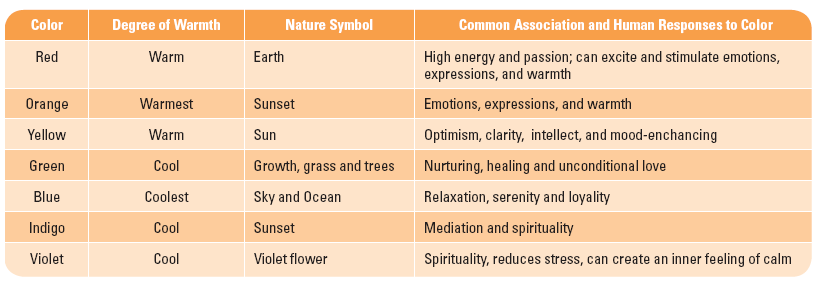 Color Degree of Warmth Nature Symbol Common Association and Human Responses to Color
Red Warm Earth High energy and passion; can excite and stimulate emotions,
expressions, and warmth
Orange Warmest Sunset Emotions, expressions, and warmth
Yellow Warm Sun Optimism, clarity, intellect, and mood-enchancing
Green Cool Growth, grass and trees Nurturing, healing and unconditional love
Blue Coolest Sky and Ocean Relaxation, serenity and loyality
Indigo Cool Sunset Mediation and spirituality
Violet Cool Violet flower Spirituality, reduces stress, can create an inner feeling of calm